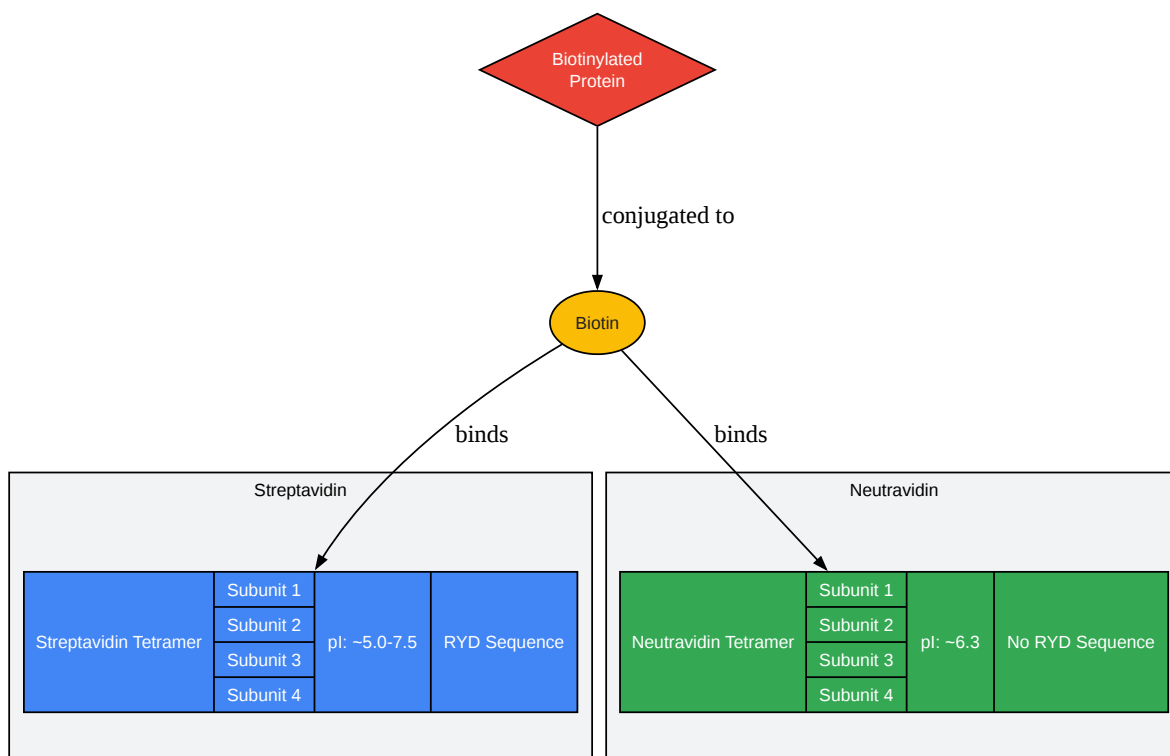 Biotinylated
Protein
conjugated to
Biotin
binds
binds
Streptavidin
Streptavidin Tetramer
Subunit 1
Subunit 2
Subunit 3
Subunit 4
pI: ~5.0-7.5
RYD Sequence
Neutravidin
Neutravidin Tetramer
Subunit 1
Subunit 2
Subunit 3
Subunit 4
pI: ~6.3
No RYD Sequence